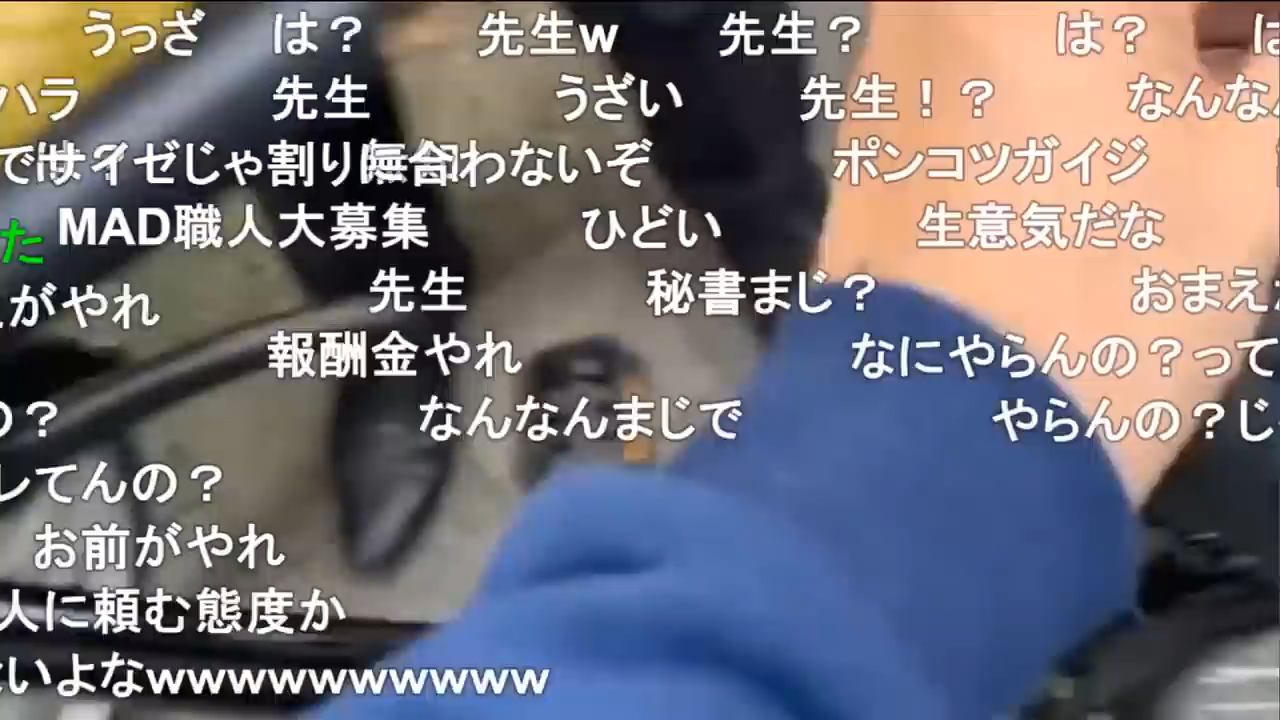 うっざ は？ 先生w 先生？ は？ は
ハラ 先生 うざい 先生！？ なんな
で サイゼじゃ割りに合わないぞ ポンコツガイジ
た MAD職人大募集 ひどい 生意気だな
がやれ 先生 秘書まじ？ おまえ
報酬金やれ なにやらんの？って
の？ なんなんまじで やらんの？じ
してんの？
お前がやれ
人に頼む態度か
いよなwwwwwwwwwww